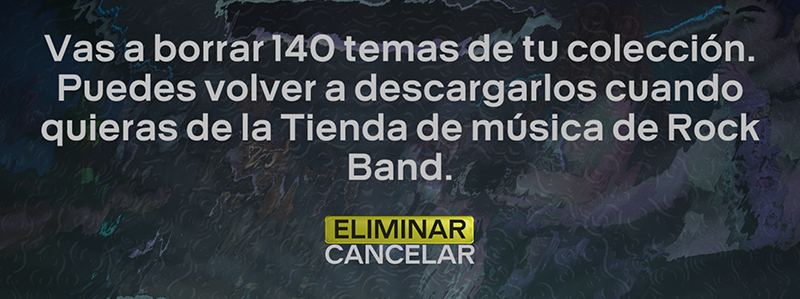 Vas a borrar 140 temas de tu colección.
Puedes volver a descargarlos cuando
quieras de la Tienda de música de Rock
Band.
ELIMINAR
CANCELAR